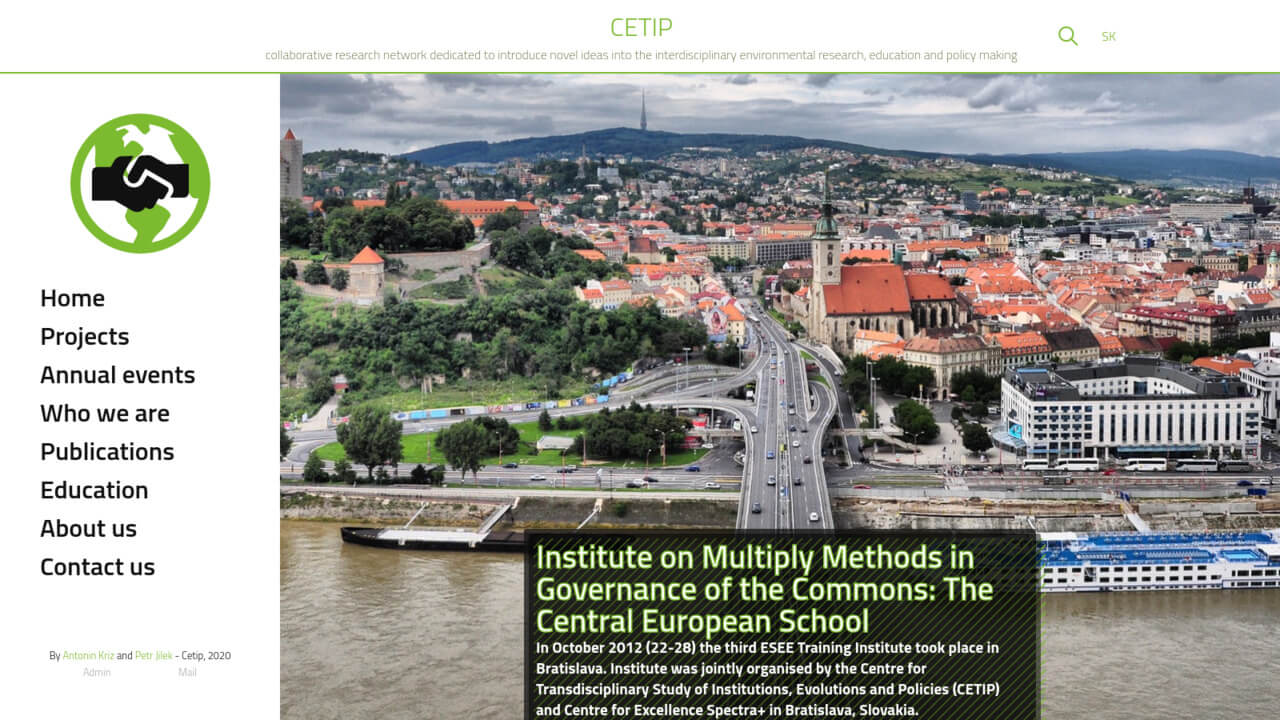 CETIP
collaborative research network dedicated to introduce novel ideas into the interdisciplinary environmental research, education and policy making
SK
Home
Projects
Annual events
Who we are
Publications
Education
About us
Contact us
By Antonin Kriz and Petr Jílek - Cetip, 2020
Admin Mail
Institute on Multiply Methods in
Governance of the Commons: The
Central European School
In October 2012 (22-28) the third ESEE Training Institute took place in
Bratislava. Institute was jointly organised by the Centre for
Transdisciplinary Study of Institutions, Evolutions and Policies (CETIP)
and Centre for Excellence Spectra+ in Bratislava, Slovakia.